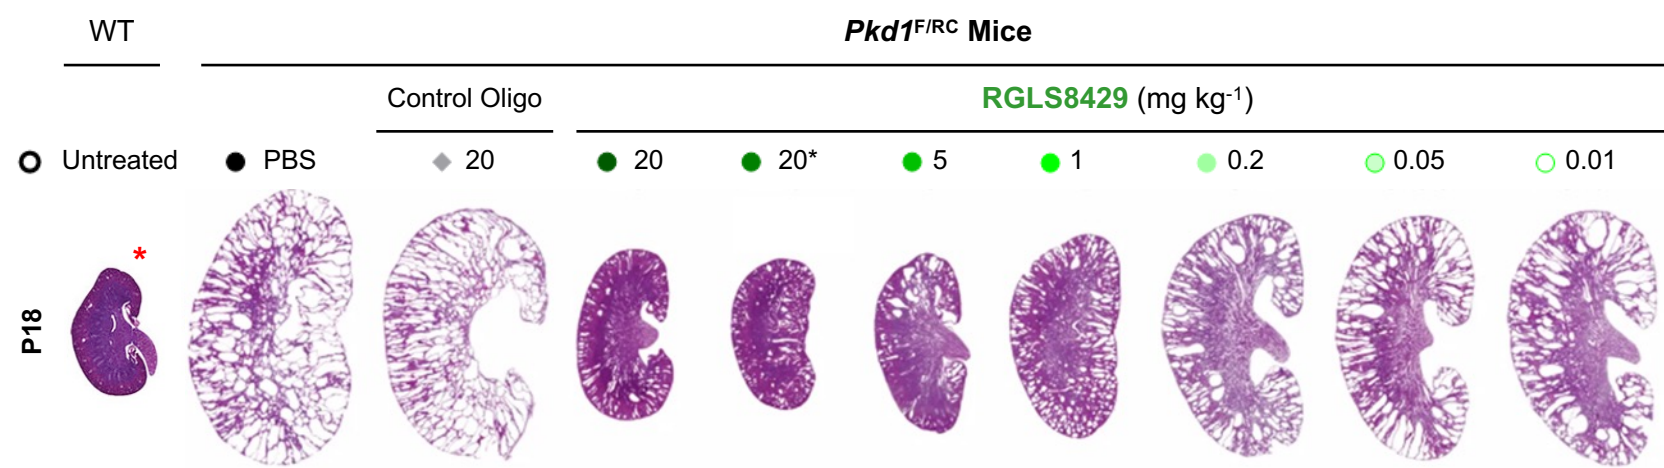 WT
Pkd1F/RC Mice
Control Oligo
RGLS8429 (mg kg-1)
Untreated
PBS
20
20
20*
5
1
0.2
0.05
0.01
*
P18